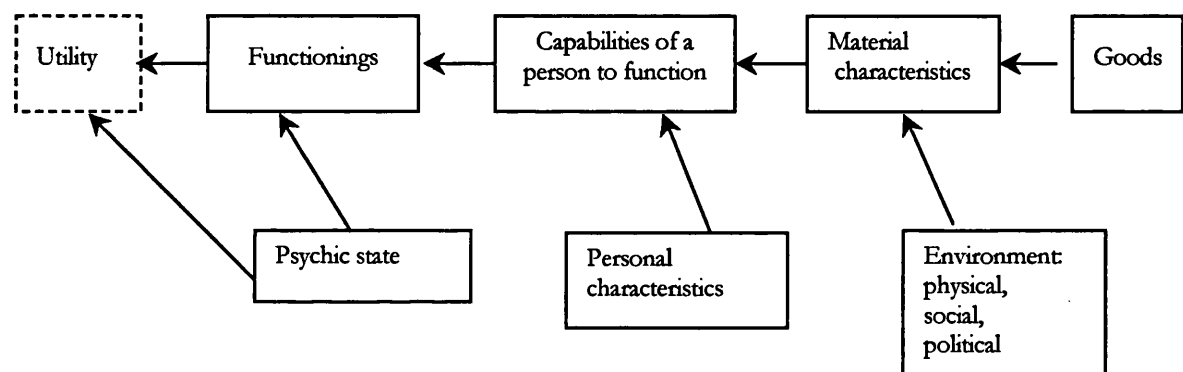 Utility
Functionings
Capabilities of a
person to function
Material
characteristics
Goods
Psychic state
Personal
characteristics
Environment:
physical,
social,
political